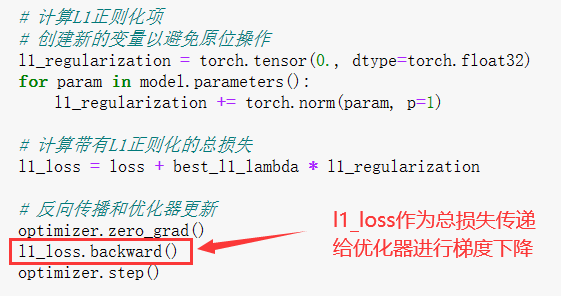 # 计算L1正则化项
# 创建新的变量以避免原位操作
l1_regularization = torch.tensor(0., dtype=torch.float32)
for param in model.parameters():
    l1_regularization += torch.norm(param, p=1)
# 计算带有L1正则化的总损失
l1_loss = loss + best_l1_lambda * l1_regularization
# 反向传播和优化器更新
optimizer.zero_grad()
l1_loss.backward()
optimizer.step()
l1_loss作为总损失传递
给优化器进行梯度下降